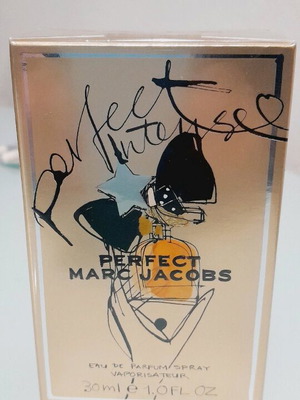 perfect
intense
PERFECT
MARC JACOBS
EAU DE PARFUM SPRAY
VAPORISATEUR
30ml e 1.0FL OZ